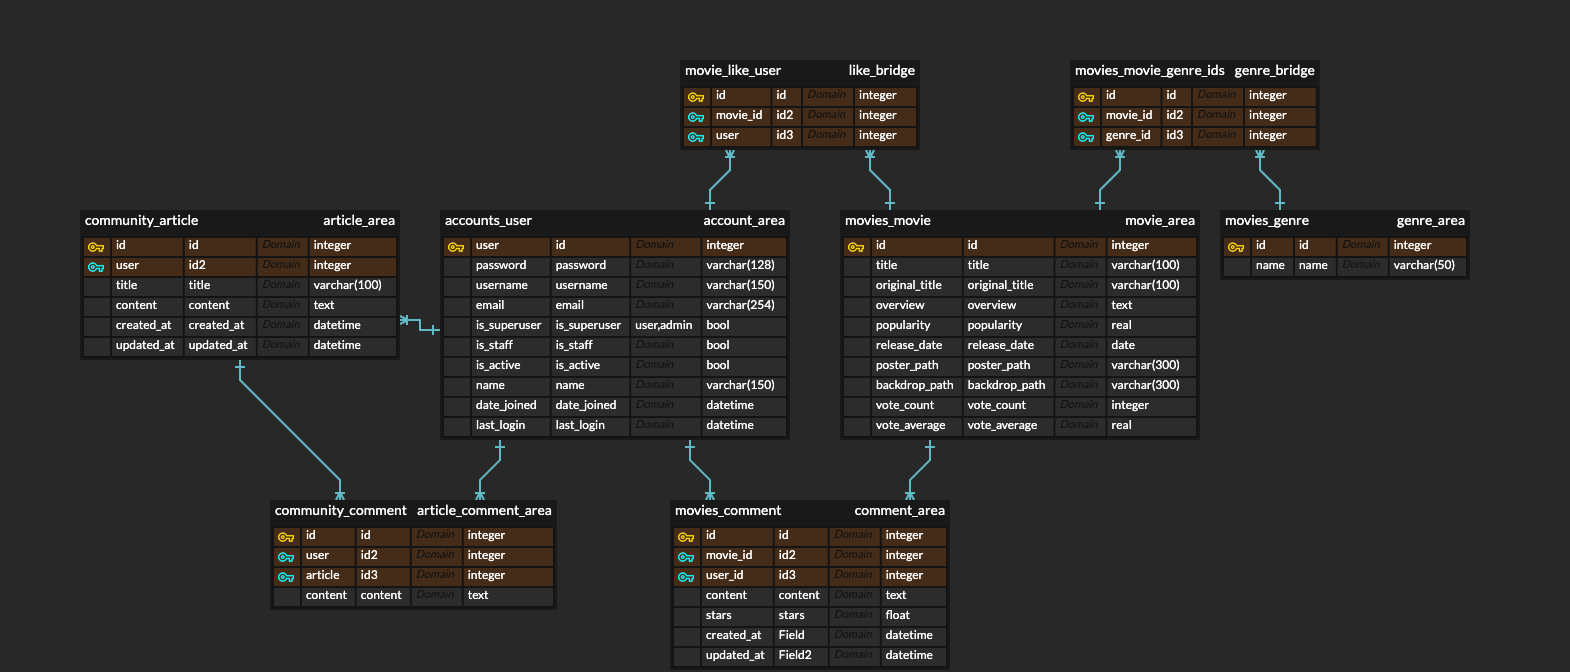 movie_like_user like_bridge
id id Domain integer
movie_id id2 Domain integer
user id3 Domain integer
movies_movie_genre_ids genre_bridge
id id Domain integer
movie_id id2 Domain integer
genre_id id3 Domain integer
community_article article_area
id id Domain integer
user id2 Domain integer
title title Domain varchar(100)
content content Domain text
created_at created_at Domain datetime
updated_at updated_at Domain datetime
accounts_user account_area
user id Domain integer
password password Domain varchar(128)
username username Domain varchar(150)
email email Domain varchar(254)
is_superuser is_superuser user,admin bool
is_staff is_staff Domain bool
is_active is_active Domain bool
name name Domain varchar(150)
date_joined date_joined Domain datetime
last_login last_login Domain datetime
movies_movie movie_area
id id Domain integer
title title Domain varchar(100)
original_title original_title Domain varchar(100)
overview overview Domain text
popularity popularity Domain real
release_date release_date Domain date
poster_path poster_path Domain varchar(300)
backdrop_path backdrop_path Domain varchar(300)
vote_count vote_count Domain integer
vote_average vote_average Domain real
movies_genre genre_area
id id Domain integer
name name Domain varchar(50)
community_comment article_comment_area
id id Domain integer
user id2 Domain integer
article id3 Domain integer
content content Domain text
movies_comment comment_area
id id Domain integer
movie_id id2 Domain integer
user_id id3 Domain integer
content content Domain text
stars stars Domain float
created_at Field Domain datetime
updated_at Field2 Domain datetime